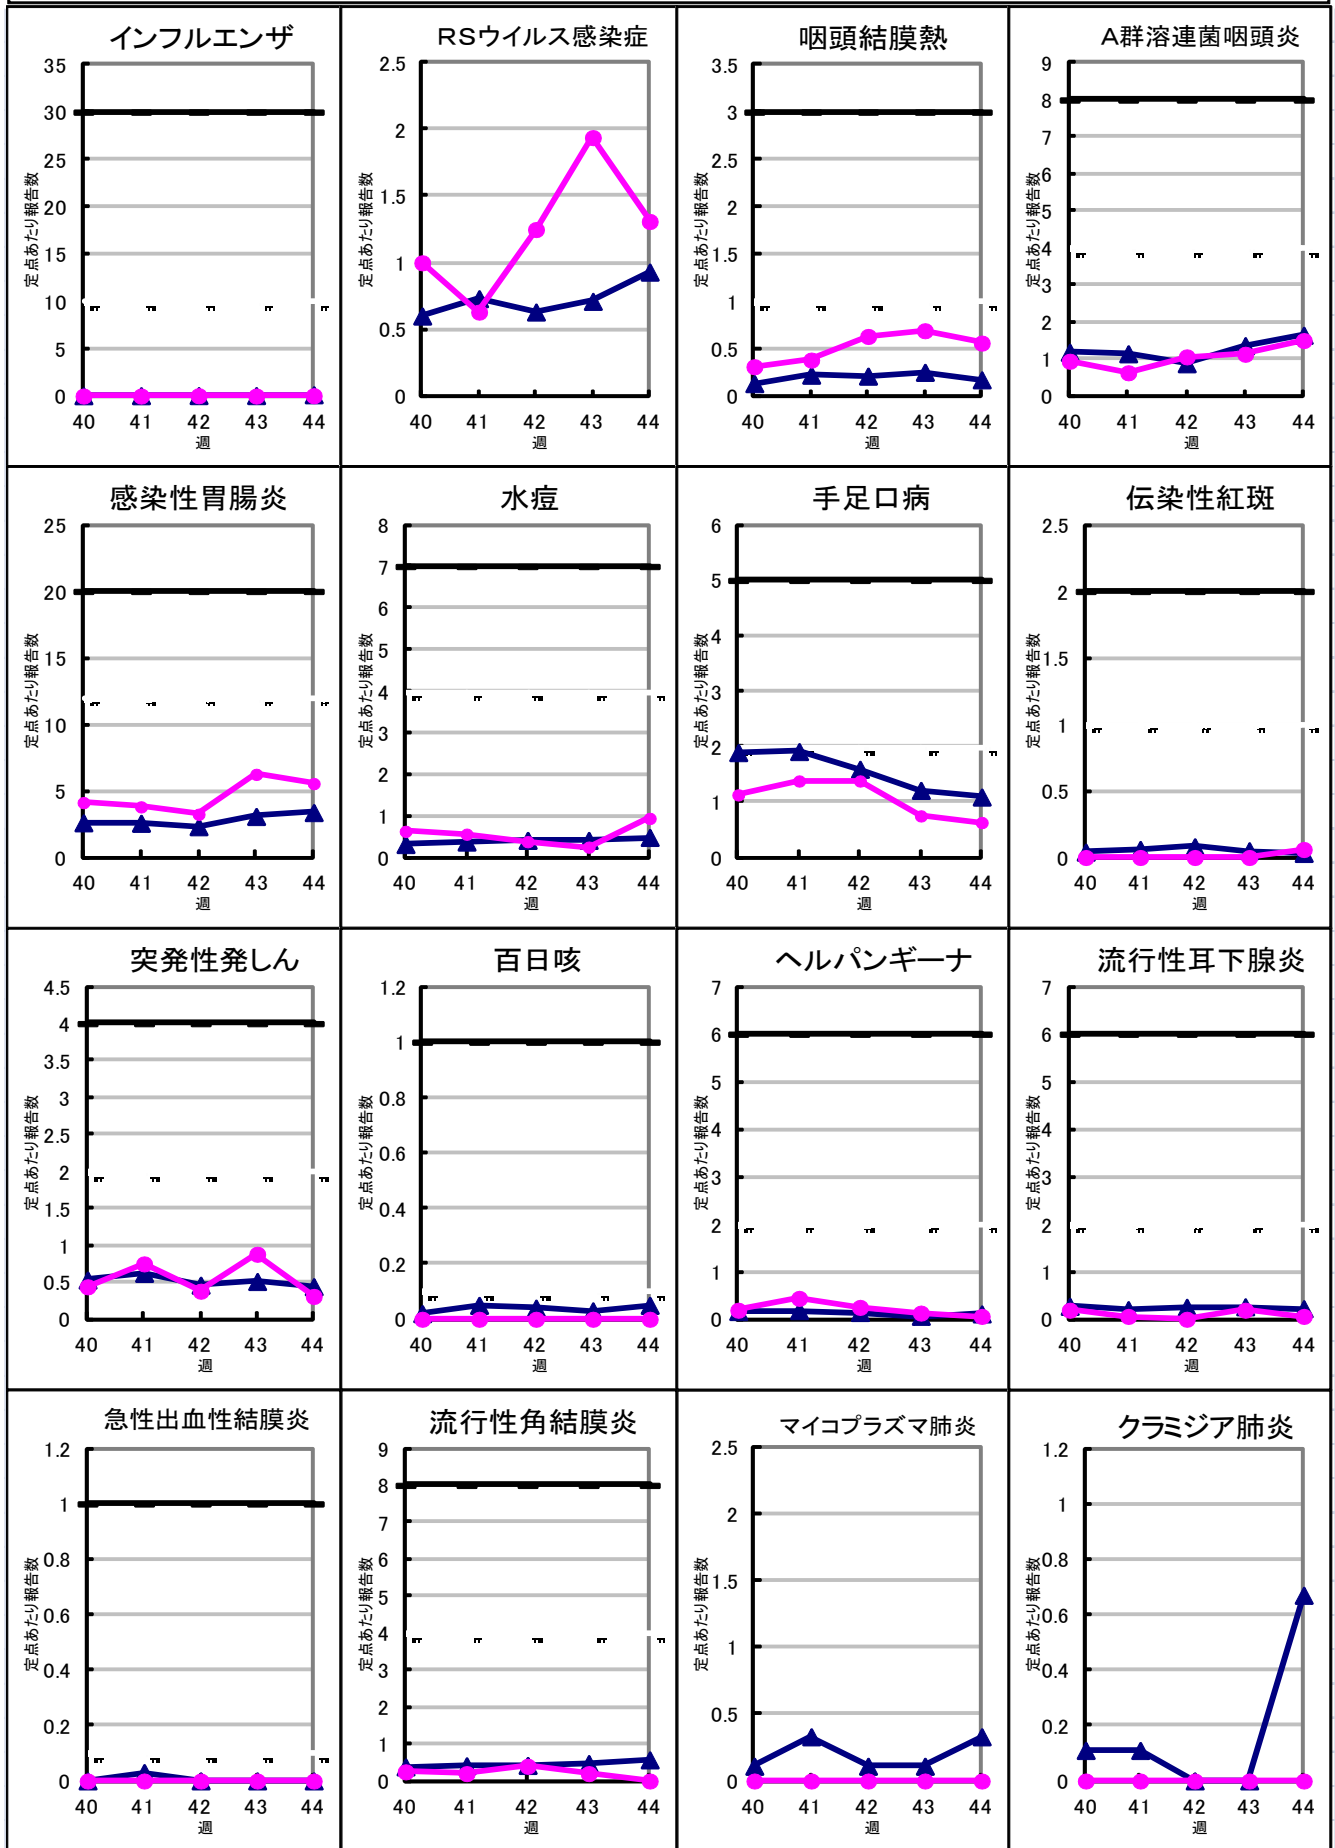 インフルエンザ
35
30
25
20
15
10
5
0
定点あたり報告数
40 41 42 43 44
週
RSウイルス感染症
2.5
2
1.5
1
0.5
0
40 41 42 43 44
週
咽頭結膜熱
3.5
3
2.5
2
1.5
1
0.5
0
定点あたり報告数
40 41 42 43 44
週
A群溶連菌咽頭炎
9
8
7
6
5
4
3
2
1
0
定点あたり報告数
40 41 42 43 44
週
感染性胃腸炎
25
20
15
10
5
0
定点あたり報告数
40 41 42 43 44
週
水痘
8
7
6
5
4
3
2
1
0
定点あたり報告数
40 41 42 43 44
週
手足口病
6
5
4
3
2
1
0
定点あたり報告数
40 41 42 43 44
週
伝染性紅斑
2.5
2
1.5
1
0.5
0
定点あたり報告数
40 41 42 43 44
週
突発性発しん
4.5
4
3.5
3
2.5
2
1.5
1
0.5
0
定点あたり報告数
40 41 42 43 44
週
百日咳
1.2
1
0.8
0.6
0.4
0.2
0
定点あたり報告数
40 41 42 43 44
週
ヘルパンギーナ
7
6
5
4
3
2
1
0
定点あたり報告数
40 41 42 43 44
週
流行性耳下腺炎
7
6
5
4
3
2
1
0
定点あたり報告数
40 41 42 43 44
週
急性出血性結膜炎
1.2
1
0.8
0.6
0.4
0.2
0
定点あたり報告数
40 41 42 43 44
週
流行性角結膜炎
9
8
7
6
5
4
3
2
1
0
定点あたり報告数
40 41 42 43 44
週
マイコプラズマ肺炎
2.5
2
1.5
1
0.5
0
定点あたり報告数
40 41 42 43 44
週
クラミジア肺炎
1.2
1
0.8
0.6
0.4
0.2
0
定点あたり報告数
40 41 42 43 44
週